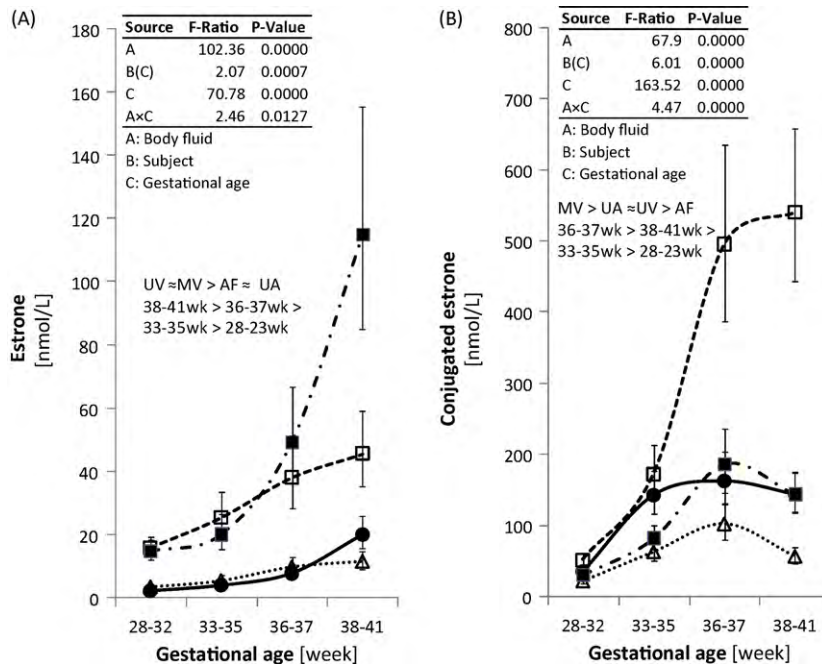 (A)
Source F-Ratio P-Value
A 102.36 0.0000
B(C) 2.07 0.0007
C 70.78 0.0000
A×C 2.46 0.0127
A: Body fluid
B: Subject
C: Gestational age
UV ≈MV > AF ≈ UA
38-41wk > 36-37wk >
33-35wk > 28-23wk
Estrone
[nmol/L]
180
160
140
120
100
80
60
40
20
0
28-32 33-35 36-37 38-41
Gestational age [week]
(B)
Source F-Ratio P-Value
A 67.9 0.0000
B(C) 6.01 0.0000
C 163.52 0.0000
A×C 4.47 0.0000
A: Body fluid
B: Subject
C: Gestational age
MV > UA ≈UV > AF
36-37wk > 38-41wk >
33-35wk > 28-23wk
Conjugated estrone
[nmol/L]
800
700
600
500
400
300
200
100
0
28-32 33-35 36-37 38-41
Gestational age [week]